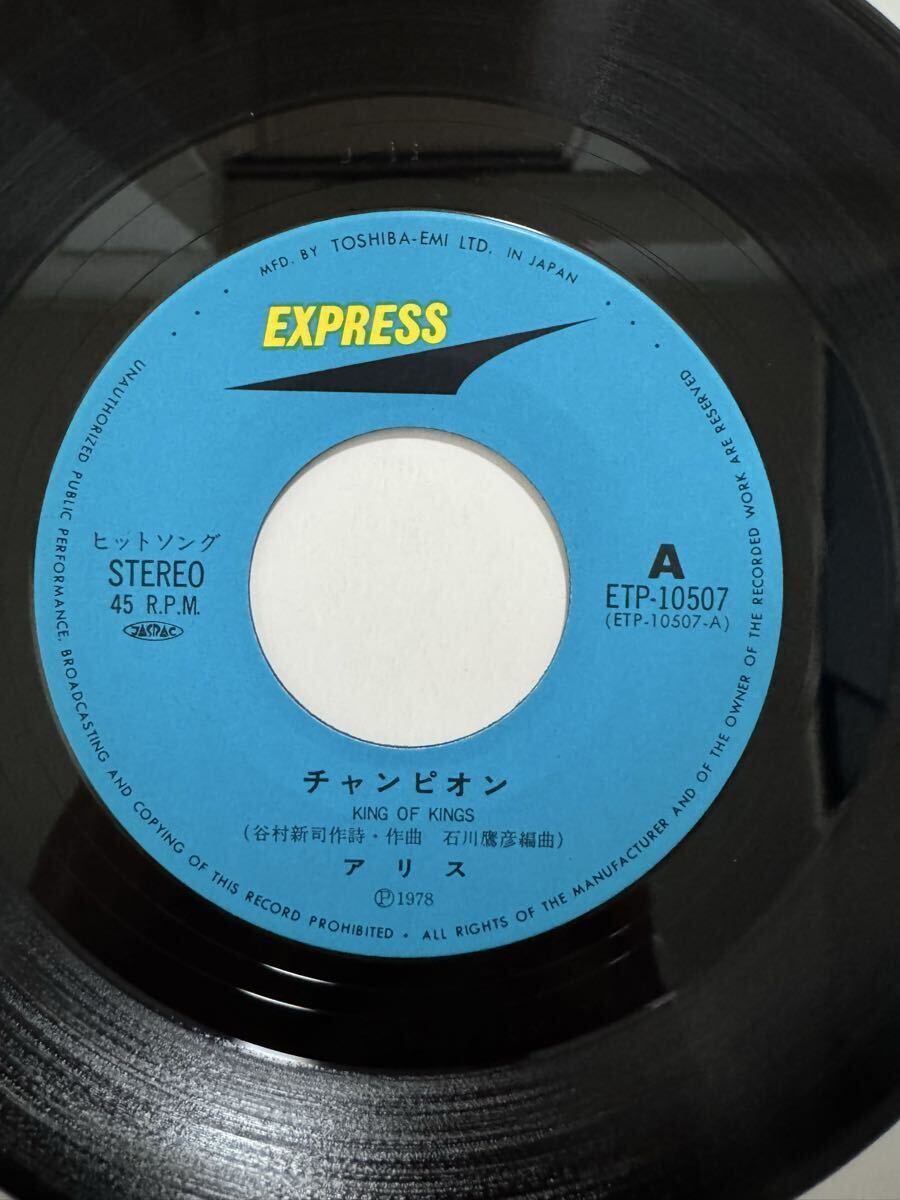 MFD. BY TOSHIBA-EMI LTD. IN JAPAN
EXPRESS
ヒットソング
STEREO
45 R.P.M.
JASRAC
A
ETP-10507
(ETP-10507-A)
チャンピオン
KING OF KINGS
(谷村新司作詩・作曲 石川鷹彦編曲)
アリス
Ⓟ1978
UNAUTHORIZED PUBLIC PERFORMANCE, BROADCASTING AND COPYING OF THIS RECORD PROHIBITED • ALL RIGHTS OF THE MANUFACTURER AND OF THE OWNER OF THE RECORDED WORK ARE RESERVED